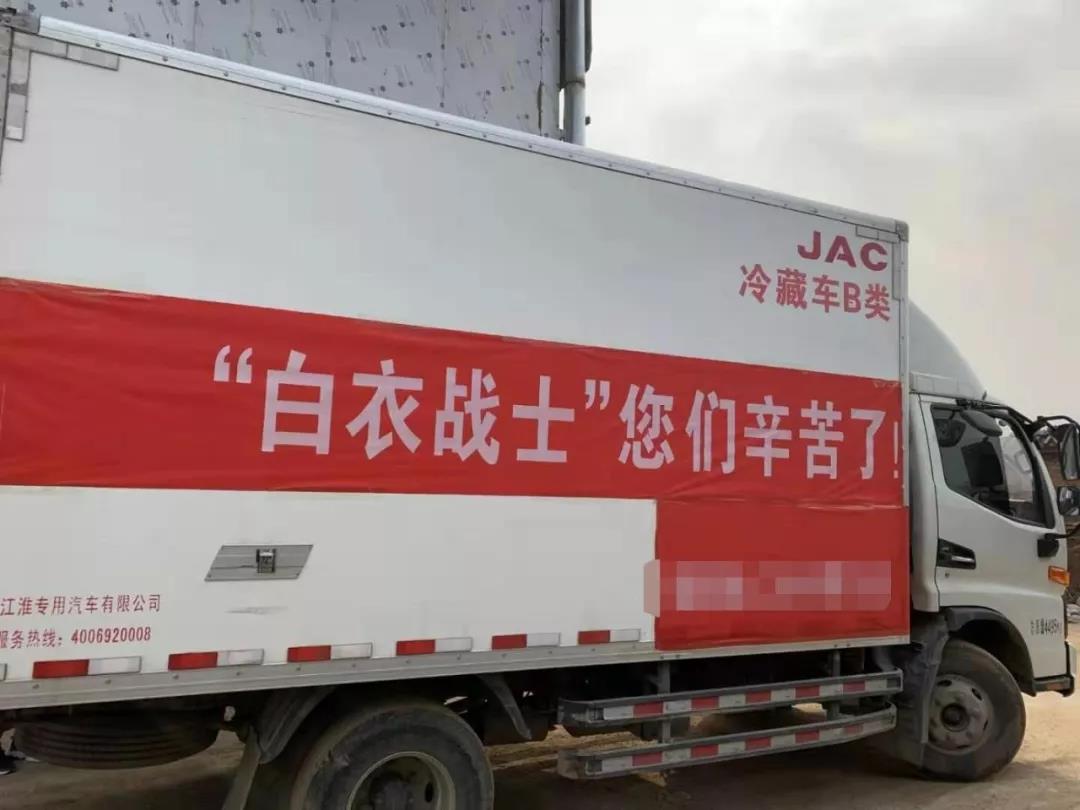 JAC
冷藏车B类
“白衣战士”您们辛苦了!
江淮专用汽车有限公司
服务热线：4006920008